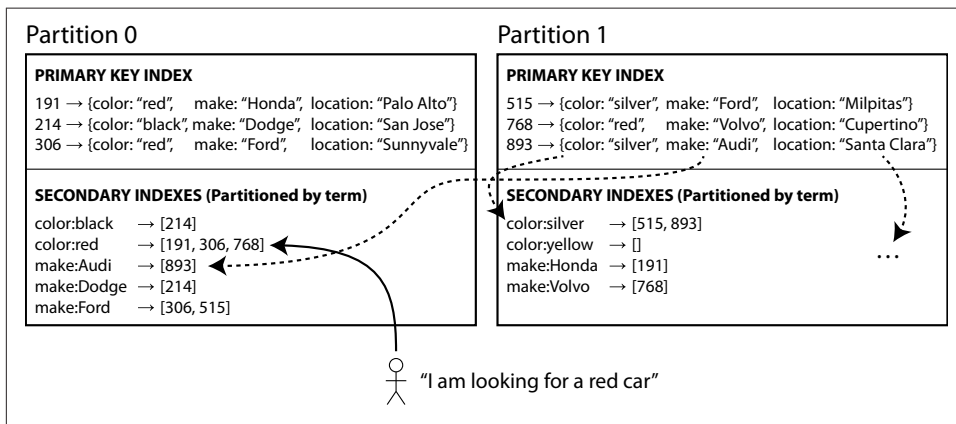 Partition 0
PRIMARY KEY INDEX
191 → {color: “red”, make: “Honda”, location: “Palo Alto”}
214 → {color: “black”, make: “Dodge”, location: “San Jose”}
306 → {color: “red”, make: “Ford”, location: “Sunnyvale”}
SECONDARY INDEXES (Partitioned by term)
color:black → [214]
color:red → [191, 306, 768]
make:Audi → [893]
make:Dodge → [214]
make:Ford → [306, 515]
Partition 1
PRIMARY KEY INDEX
515 → {color: “silver”, make: “Ford”, location: “Milpitas”}
768 → {color: “red”, make: “Volvo”, location: “Cupertino”}
893 → {color: “silver”, make: “Audi”, location: “Santa Clara”}
SECONDARY INDEXES (Partitioned by term)
color:silver → [515, 893]
color:yellow → []
make:Honda → [191]
make:Volvo → [768]
...
“I am looking for a red car”